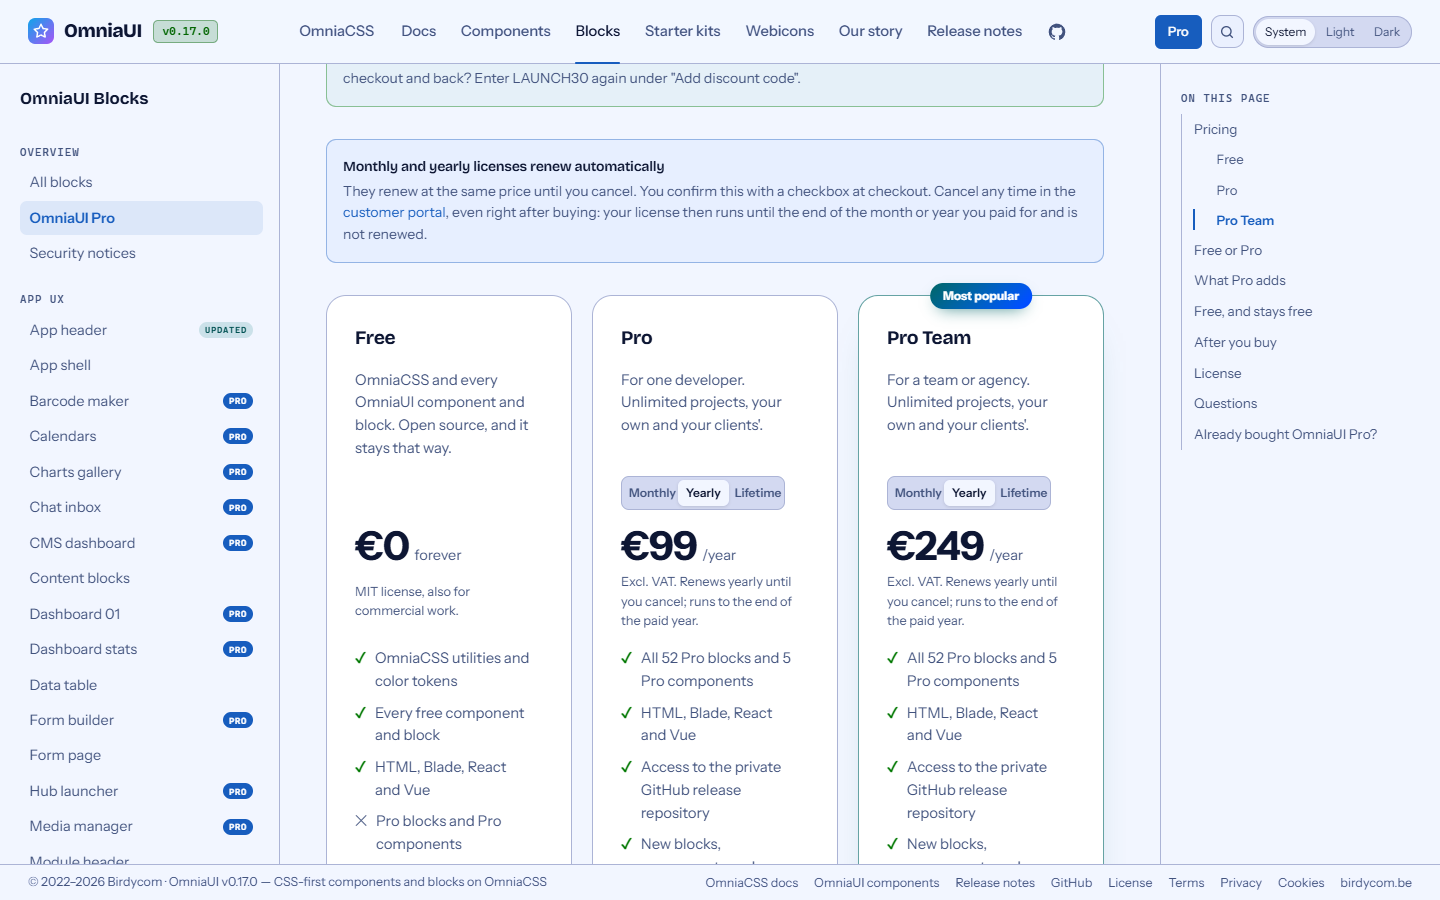 OmniaUI v0.17.0 OmniaCSS Docs Components Blocks Starter kits Webicons Our story Release notes Pro System Light Dark
OmniaUI Blocks
OVERVIEW
All blocks
OmniaUI Pro
Security notices
APP UX
App header UPDATED
App shell
Barcode maker PRO
Calendars PRO
Charts gallery PRO
Chat inbox PRO
CMS dashboard PRO
Content blocks
Dashboard 01 PRO
Dashboard stats PRO
Data table
Form builder PRO
Form page
Hub launcher PRO
Media manager PRO
Module header
checkout and back? Enter LAUNCH30 again under "Add discount code".
Monthly and yearly licenses renew automatically
They renew at the same price until you cancel. You confirm this with a checkbox at checkout. Cancel any time in the
customer portal, even right after buying: your license then runs until the end of the month or year you paid for and is
not renewed.
Free
OmniaCSS and every
OmniaUI component and
block. Open source, and it
stays that way.
€0 forever
MIT license, also for
commercial work.
OmniaCSS utilities and
color tokens
Every free component
and block
HTML, Blade, React
and Vue
Pro blocks and Pro
components
Pro
For one developer.
Unlimited projects, your
own and your clients'.
Monthly Yearly Lifetime
€99 /year
Excl. VAT. Renews yearly until
you cancel; runs to the end of
the paid year.
All 52 Pro blocks and 5
Pro components
HTML, Blade, React
and Vue
Access to the private
GitHub release
repository
New blocks,
Most popular
Pro Team
For a team or agency.
Unlimited projects, your
own and your clients'.
Monthly Yearly Lifetime
€249 /year
Excl. VAT. Renews yearly until
you cancel; runs to the end of
the paid year.
All 52 Pro blocks and 5
Pro components
HTML, Blade, React
and Vue
Access to the private
GitHub release
repository
New blocks,
ON THIS PAGE
Pricing
Free
Pro
Pro Team
Free or Pro
What Pro adds
Free, and stays free
After you buy
License
Questions
Already bought OmniaUI Pro?
© 2022–2026 Birdycom · OmniaUI v0.17.0 — CSS-first components and blocks on OmniaCSS
OmniaCSS docs OmniaUI components Release notes GitHub License Terms Privacy Cookies birdycom.be